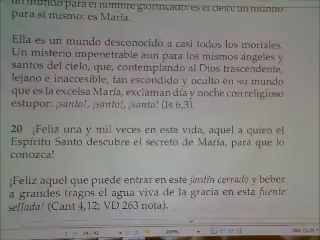 un mundo para el hombre glorificado: es el cielo; un mundo
para sí mismo: es María.
Ella es un mundo desconocido a casi todos los mortales.
Un misterio impenetrable aun para los mismos ángeles y
santos del cielo, que, contemplando al Dios trascendente,
lejano e inaccesible, tan escondido y oculto en su mundo
que es la excelsa María, exclaman día y noche con religioso
estupor: ¡santo!, ¡santo!, ¡santo! (Is 6,3).
20 ¡Feliz una y mil veces en esta vida, aquel a quien el
Espíritu Santo descubre el secreto de María, para que lo
conozca!
¡Feliz aquel que puede entrar en este jardín cerrado y beber
a grandes tragos el agua viva de la gracia en esta fuente
sellada! (Cant 4,12; VD 263 nota).